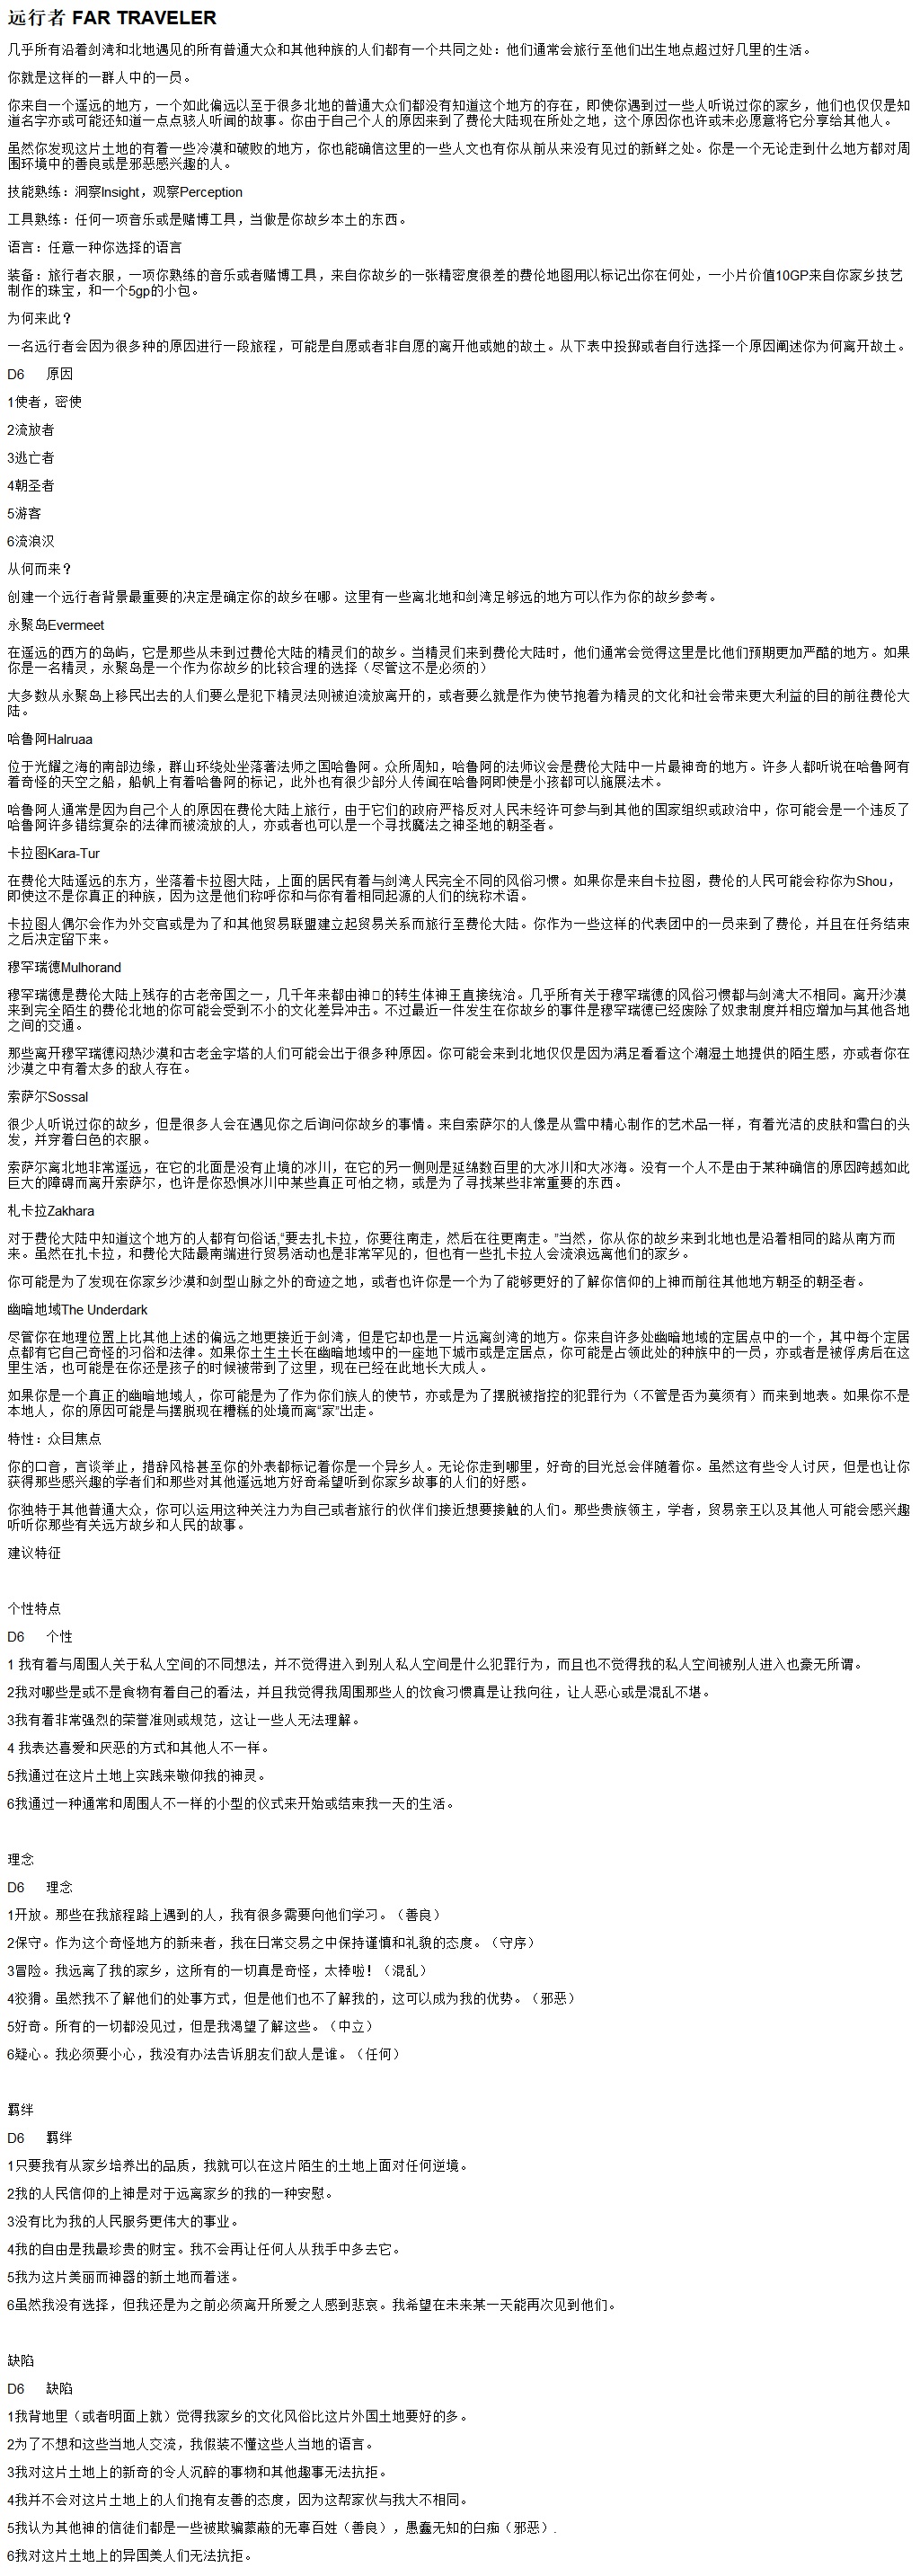 远行者 FAR TRAVELER
几乎所有沿着剑湾和北地遇见的所有普通大众和其他种族的人们都有一个共同之处：他们通常会旅行至他们出生地点超过好几里的生活。
你就是这样的一群人中的一员。
你来自一个遥远的地方，一个如此偏远以至于很多北地的普通大众们都没有知道这个地方的存在，即使你遇到过一些人听说过你的家乡，他们也仅仅是知
道名字亦或可能还知道一点点骇人听闻的故事。你由于自己个人的原因来到了费伦大陆现在所处之地，这个原因你也许或未必愿意将它分享给其他人。
虽然你发现这片土地的有着一些冷漠和破败的地方，你也能确信这里的一些人文也有你从前从来没有见过的新鲜之处。你是一个无论走到什么地方都对周
围环境中的善良或是邪恶感兴趣的人。
技能熟练：洞察Insight，观察Perception
工具熟练：任何一项音乐或是赌博工具，当做是你故乡本土的东西。
语言：任意一种你选择的语言
装备：旅行者衣服，一项你熟练的音乐或者赌博工具，来自你故乡的一张精密度很差的费伦地图用以标记出你在何处，一小片价值10GP来自你家乡技艺
制作的珠宝，和一个5gp的小包。
为何来此？
一名远行者会因为很多种的原因进行一段旅程，可能是自愿或者非自愿的离开他或她的故土。从下表中投掷或者自行选择一个原因阐述你为何离开故土。
D6 原因
1使者，密使
2流放者
3逃亡者
4朝圣者
5游客
6流浪汉
从何而来？
创建一个远行者背景最重要的决定是确定你的故乡在哪。这里有一些离北地和剑湾足够远的地方可以作为你的故乡参考。
永聚岛Evermeet
在遥远的西方的岛屿，它是那些从未到过费伦大陆的精灵们的故乡。当精灵们来到费伦大陆时，他们通常会觉得这里是比他们预期更加严酷的地方。如果
你是一名精灵，永聚岛是一个作为你故乡的比较合理的选择（尽管这不是必须的）
大多数从永聚岛上移民出去的人们要么是犯下精灵法则被迫流放离开的，或者要么就是作为使节抱着为精灵的文化和社会带来更大利益的目的前往费伦大
陆。
哈鲁阿Halruaa
位于光耀之海的南部边缘，群山环绕处坐落著法师之国哈鲁阿。众所周知，哈鲁阿的法师议会是费伦大陆中一片最神奇的地方。许多人都听说在哈鲁阿有
着奇怪的天空之船，船帆上有着哈鲁阿的标记，此外也有很少部分人传闻在哈鲁阿即使是小孩都可以施展法术。
哈鲁阿人通常是因为自己个人的原因在费伦大陆上旅行，由于它们的政府严格反对人民未经许可参与到其他的国家组织或政治中，你可能会是一个违反了
哈鲁阿许多错综复杂的法律而被流放的人，亦或者也可以是一个寻找魔法之神圣地的朝圣者。
卡拉图Kara-Tur
在费伦大陆遥远的东方，坐落着卡拉图大陆，上面的居民有着与剑湾人民完全不同的风俗习惯。如果你是来自卡拉图，费伦的人民可能会称你为Shou，
即使这不是你真正的种族，因为这是他们称呼你和与你有着相同起源的人们的统称术语。
卡拉图人偶尔会作为外交官或是为了和其他贸易联盟建立起贸易关系而旅行至费伦大陆。你作为一些这样的代表团中的一员来到了费伦，并且在任务结束
之后决定留下来。
穆罕瑞德Mulhorand
穆罕瑞德是费伦大陆上残存的古老帝国之一，几千年来都由神▯的转生体神王直接统治。几乎所有关于穆罕瑞德的风俗习惯都与剑湾大不相同。离开沙漠
来到完全陌生的费伦北地的你可能会受到不小的文化差异冲击。不过最近一件发生在你故乡的事件是穆罕瑞德已经废除了奴隶制度并相应增加与其他各地
之间的交通。
那些离开穆罕瑞德闷热沙漠和古老金字塔的人们可能会出于很多种原因。你可能会来到北地仅仅是因为满足看看这个潮湿土地提供的陌生感，亦或者你在
沙漠之中有着太多的敌人存在。
索萨尔Sossal
很少人听说过你的故乡，但是很多人会在遇见你之后询问你故乡的事情。来自索萨尔的人像是从雪中精心制作的艺术品一样，有着光洁的皮肤和雪白的头
发，并穿着白色的衣服。
索萨尔离北地非常遥远，在它的北面是没有止境的冰川，在它的另一侧则是延绵数百里的大冰川和大冰海。没有一个人不是由于某种确信的原因跨越如此
巨大的障碍而离开索萨尔，也许是你恐惧冰川中某些真正可怕之物，或是为了寻找某些非常重要的东西。
札卡拉Zakhara
对于费伦大陆中知道这个地方的人都有句俗话,“要去扎卡拉，你要往南走，然后在往更南走。”当然，你从你的故乡来到北地也是沿着相同的路从南方而
来。虽然在扎卡拉，和费伦大陆最南端进行贸易活动也是非常罕见的，但也有一些扎卡拉人会流浪远离他们的家乡。
你可能是为了发现在你家乡沙漠和剑型山脉之外的奇迹之地，或者也许你是一个为了能够更好的了解你信仰的上神而前往其他地方朝圣的朝圣者。
幽暗地域The Underdark
尽管你在地理位置上比其他上述的偏远之地更接近于剑湾，但是它却也是一片远离剑湾的地方。你来自许多处幽暗地域的定居点中的一个，其中每个定居
点都有它自己奇怪的习俗和法律。如果你土生土长在幽暗地域中的一座地下城市或是定居点，你可能是占领此处的种族中的一员，亦或者是被俘虏后在这
里生活，也可能是在你还是孩子的时候被带到了这里，现在已经在此地长大成人。
如果你是一个真正的幽暗地域人，你可能是为了作为你们族人的使节，亦或是为了摆脱被指控的犯罪行为（不管是否为莫须有）而来到地表。如果你不是
本地人，你的原因可能是与摆脱现在糟糕的处境而离“家”出走。
特性：众目焦点
你的口音，言谈举止，措辞风格甚至你的外表都标记着你是一个异乡人。无论你走到哪里，好奇的目光总会伴随着你。虽然这有些令人讨厌，但是也让你
获得那些感兴趣的学者们和那些对其他遥远地方好奇希望听到你家乡故事的人们的好感。
你独特于其他普通大众，你可以运用这种关注力为自己或者旅行的伙伴们接近想要接触的人们。那些贵族领主，学者，贸易亲王以及其他人可能会感兴趣
听听你那些有关远方故乡和人民的故事。
建议特征
个性特点
D6 个性
1 我有着与周围人关于私人空间的不同想法，并不觉得进入到别人私人空间是什么犯罪行为，而且也不觉得我的私人空间被别人进入也豪无所谓。
2我对哪些是或不是食物有着自己的看法，并且我觉得我周围那些人的饮食习惯真是让我向往，让人恶心或是混乱不堪。
3我有着非常强烈的荣誉准则或规范，这让一些人无法理解。
4 我表达喜爱和厌恶的方式和其他人不一样。
5我通过在这片土地上实践来敬仰我的神灵。
6我通过一种通常和周围人不一样的小型的仪式来开始或结束我一天的生活。
理念
D6 理念
1开放。那些在我旅程路上遇到的人，我有很多需要向他们学习。（善良）
2保守。作为这个奇怪地方的新来者，我在日常交易之中保持谨慎和礼貌的态度。（守序）
3冒险。我远离了我的家乡，这所有的一切真是奇怪，太棒啦！（混乱）
4狡猾。虽然我不了解他们的处事方式，但是他们也不了解我的，这可以成为我的优势。（邪恶）
5好奇。所有的一切都没见过，但是我渴望了解这些。（中立）
6疑心。我必须要小心，我没有办法告诉朋友们敌人是谁。（任何）
羁绊
D6 羁绊
1只要我有从家乡培养出的品质，我就可以在这片陌生的土地上面对任何逆境。
2我的人民信仰的上神是对于远离家乡的我的一种安慰。
3没有比为我的人民服务更伟大的事业。
4我的自由是我最珍贵的财宝。我不会再让任何人从我手中多去它。
5我为这片美丽而神器的新土地而着迷。
6虽然我没有选择，但我还是为之前必须离开所爱之人感到悲哀。我希望在未来某一天能再次见到他们。
缺陷
D6 缺陷
1我背地里（或者明面上就）觉得我家乡的文化风俗比这片外国土地要好的多。
2为了不想和这些当地人交流，我假装不懂这些人当地的语言。
3我对这片土地上的新奇的令人沉醉的事物和其他趣事无法抗拒。
4我并不会对这片土地上的人们抱有友善的态度，因为这帮家伙与我大不相同。
5我认为其他神的信徒们都是一些被欺骗蒙蔽的无辜百姓（善良），愚蠢无知的白痴（邪恶）.
6我对这片土地上的异国美人们无法抗拒。